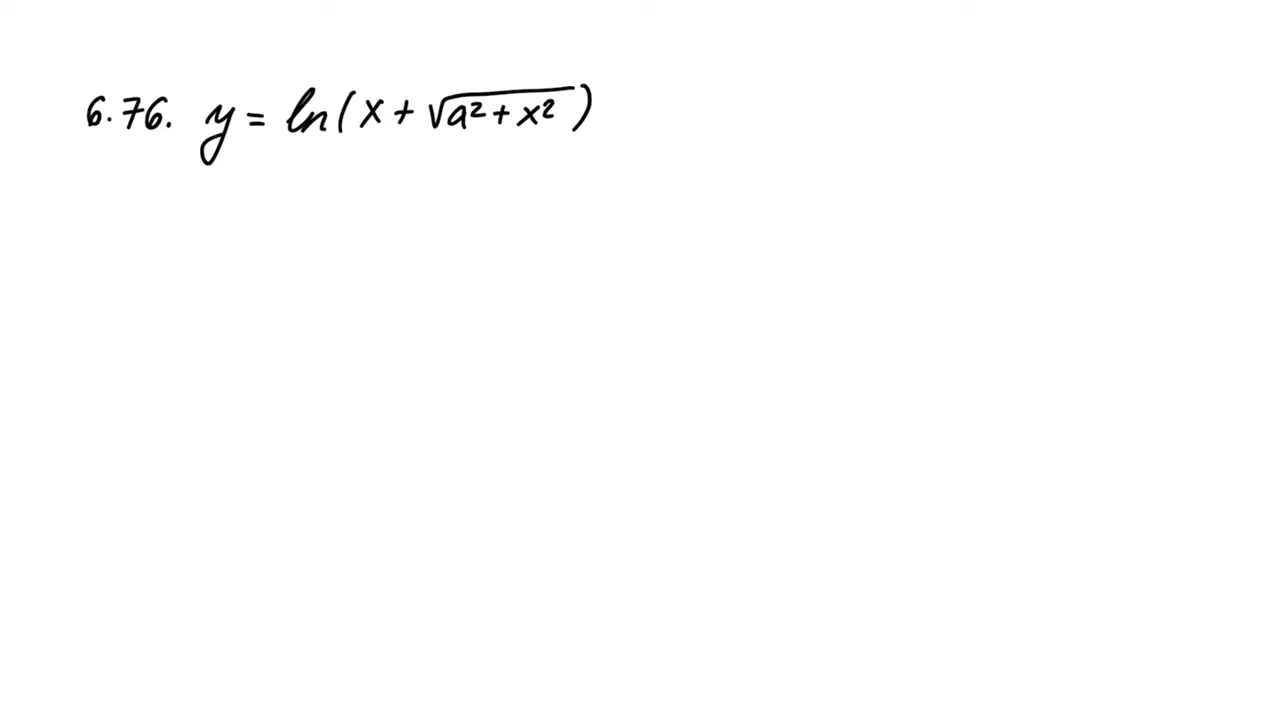 6.76. y = ln(x + √(a² + x²))